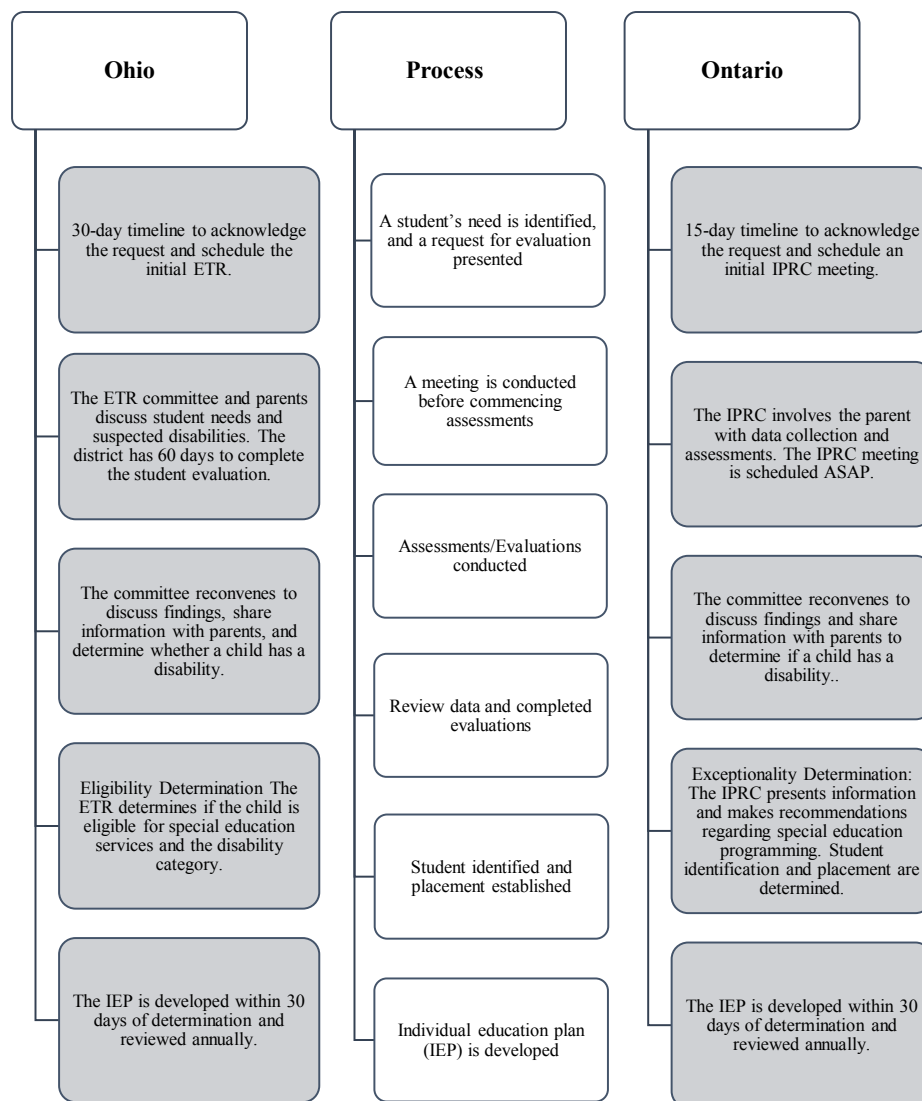 Ohio
30-day timeline to acknowledge
the request and schedule the
initial ETR.
The ETR committee and parents
discuss student needs and
suspected disabilities. The
district has 60 days to complete
the student evaluation.
The committee reconvenes to
discuss findings, share
information with parents, and
determine whether a child has a
disability.
Eligibility Determination The
ETR determines if the child is
eligible for special education
services and the disability
category.
The IEP is developed within 30
days of determination and
reviewed annually.
Process
A student’s need is identified,
and a request for evaluation
presented
A meeting is conducted
before commencing
assessments
Assessments/Evaluations
conducted
Review data and completed
evaluations
Student identified and
placement established
Individual education plan
(IEP) is developed
Ontario
15-day timeline to acknowledge
the request and schedule an
initial IPRC meeting.
The IPRC involves the parent
with data collection and
assessments. The IPRC meeting
is scheduled ASAP.
The committee reconvenes to
discuss findings and share
information with parents to
determine if a child has a
disability..
Exceptionality Determination:
The IPRC presents information
and makes recommendations
regarding special education
programming. Student
identification and placement are
determined.
The IEP is developed within 30
days of determination and
reviewed annually.